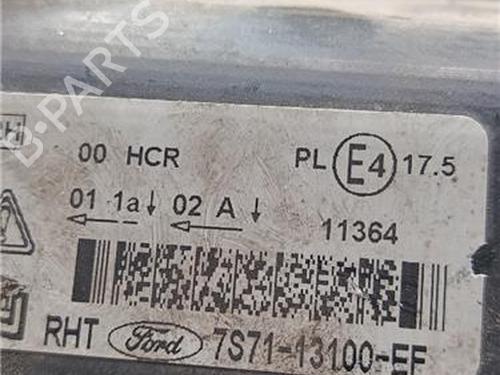 H
00 HCR
PL E4 17.5
01 1a↓ 02 A↓
11364
RHT Ford 7S71-13100-EF
B-PARTS